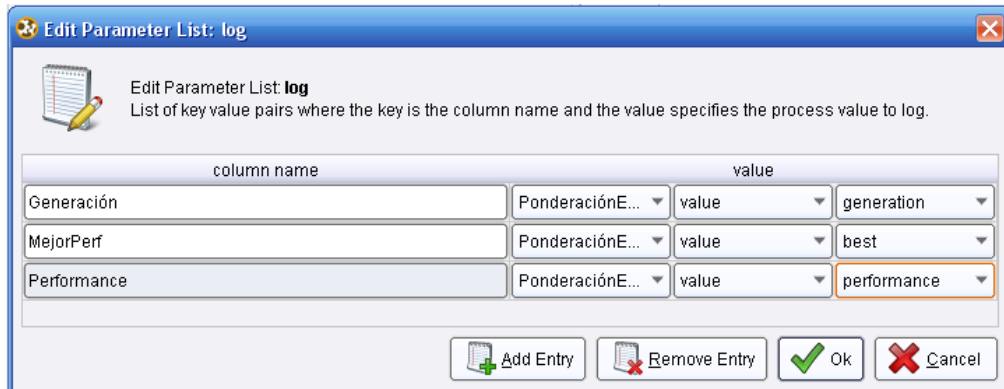 Edit Parameter List: log
Edit Parameter List: log
List of key value pairs where the key is the column name and the value specifies the process value to log.
column name value
Generación PonderaciónE... value generation
MejorPerf PonderaciónE... value best
Performance PonderaciónE... value performance
Add Entry Remove Entry Ok Cancel